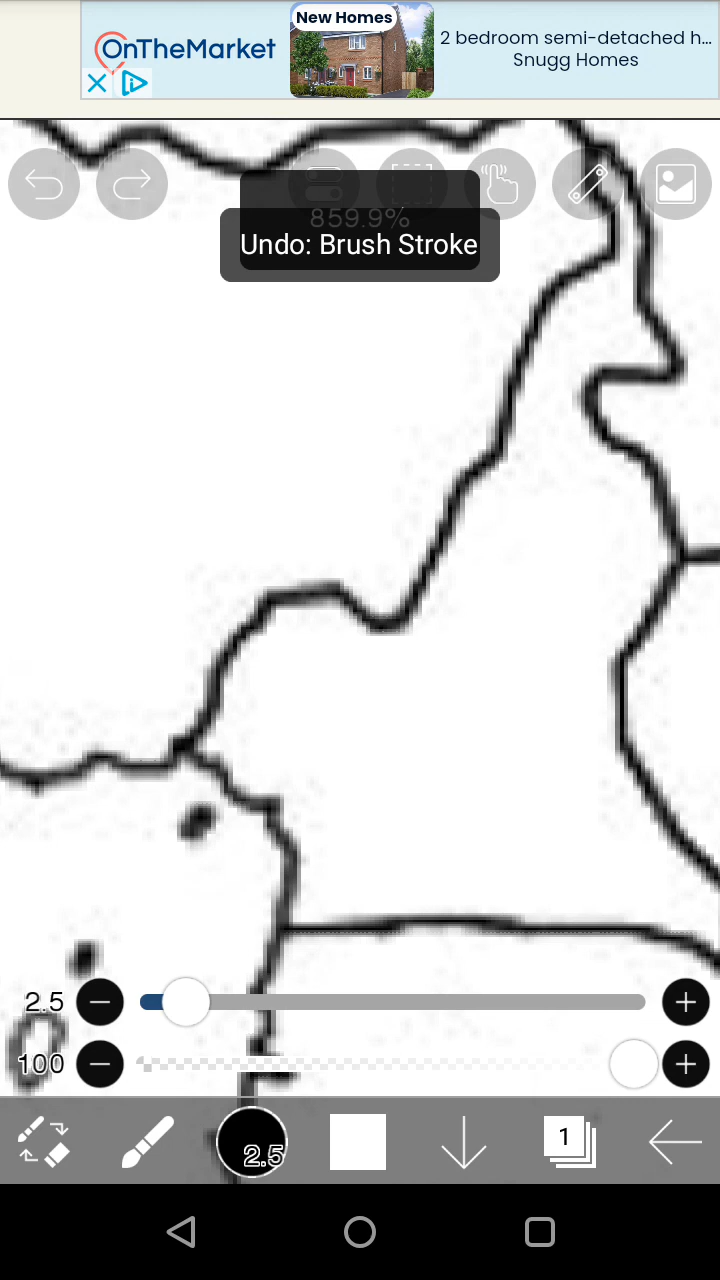 New Homes
OnTheMarket
2 bedroom semi-detached h...
Snugg Homes
859.9%
Undo: Brush Stroke
2.5
100
2.5
1